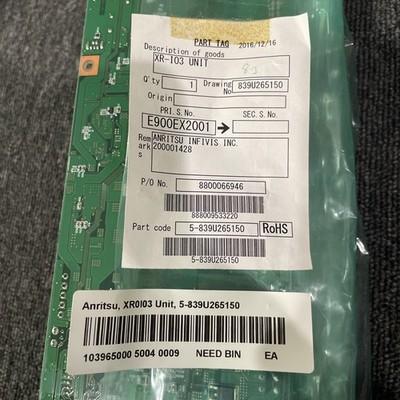 PART TAG 2016/12/16
Description of goods
XR-I03 UNIT
Q'ty 1 Drawing No 839U265150
Origin
PRI.S.No. SEC.S.No.
E900EX2001 →
Remarks ANRITSU INFIVIS INC.
200001428
P/O No. 8800066946
888009533220
Part code 5-839U265150 RoHS
5-839U265150
Anritsu, XR0I03 Unit, 5-839U265150
103965000 5004 0009 NEED BIN EA